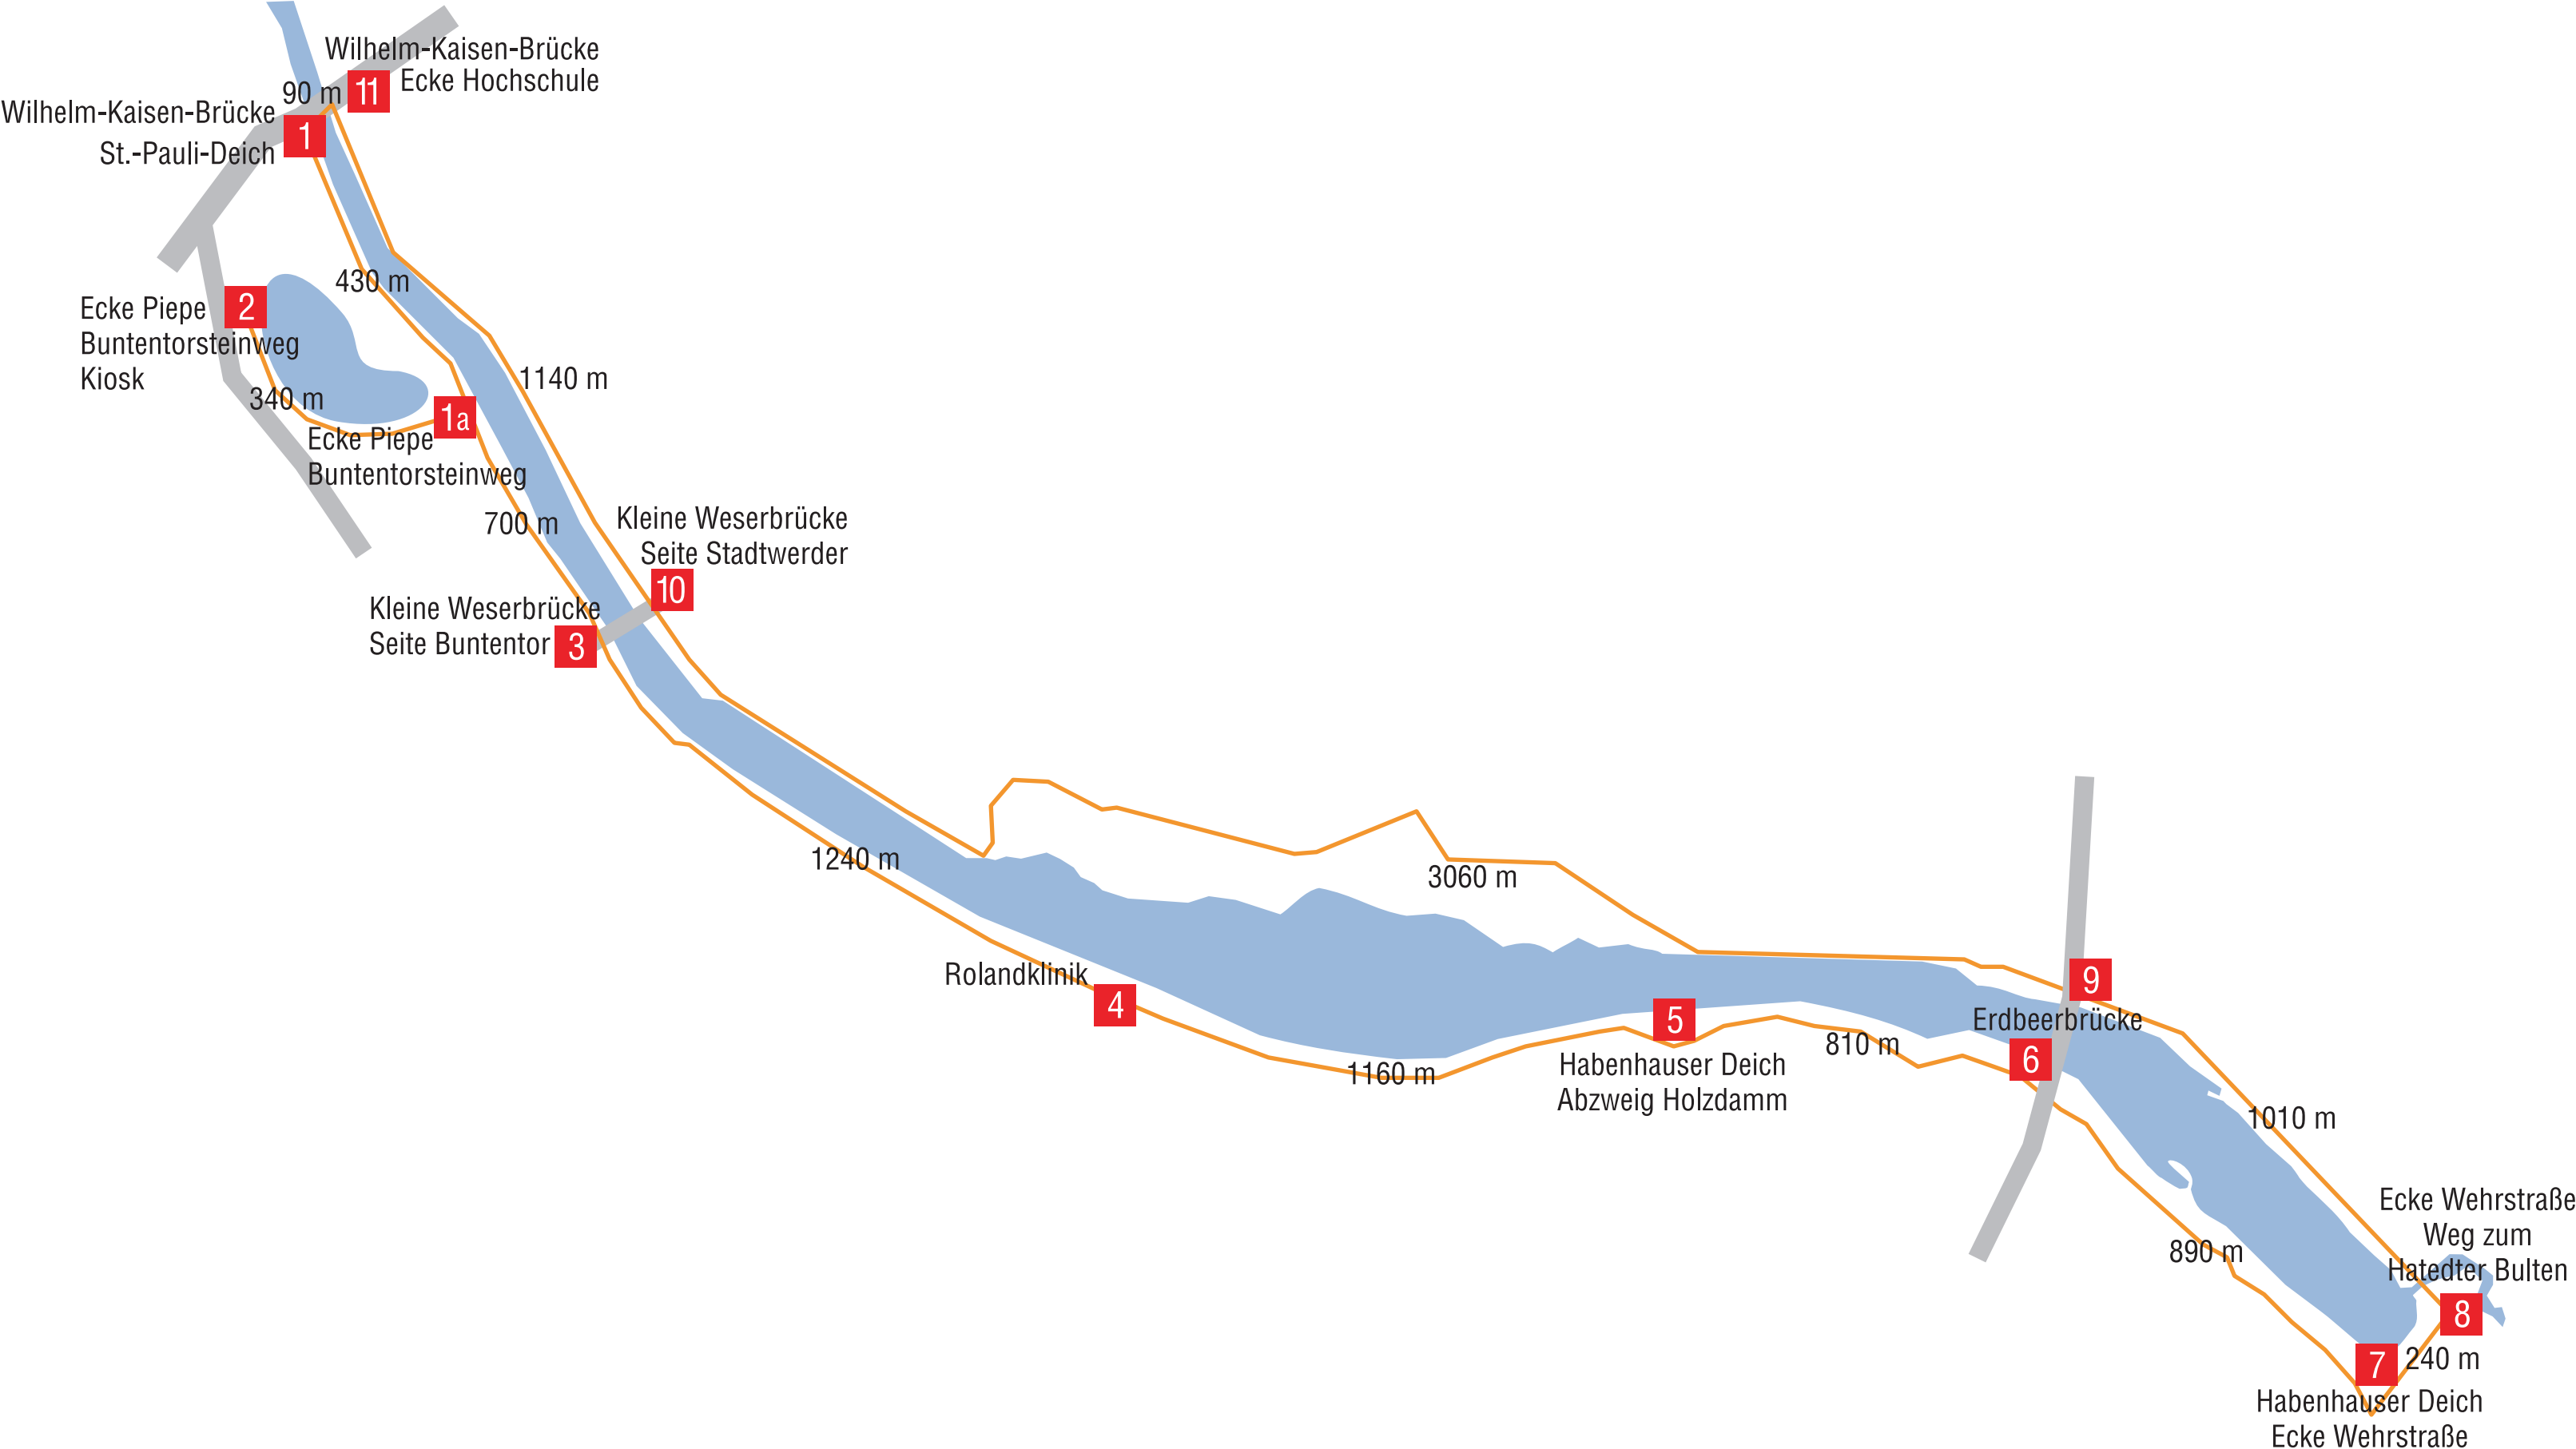 Wilhelm-Kaisen-Brücke
Ecke Hochschule
11
90 m
Wilhelm-Kaisen-Brücke
St.-Pauli-Deich
1
430 m
2
Ecke Piepe
Buntentorsteinweg
Kiosk
340 m
1a
Ecke Piepe
Buntentorsteinweg
1140 m
700 m
Kleine Weserbrücke
Seite Stadtwerder
10
Kleine Weserbrücke
Seite Buntentor
3
1240 m
3060 m
Rolandklinik
4
1160 m
5
Habenhauser Deich
Abzweig Holzdamm
810 m
9
Erdbeerbrücke
6
1010 m
890 m
Ecke Wehrstraße
Weg zum
Hatedter Bulten
8
7
240 m
Habenhauser Deich
Ecke Wehrstraße